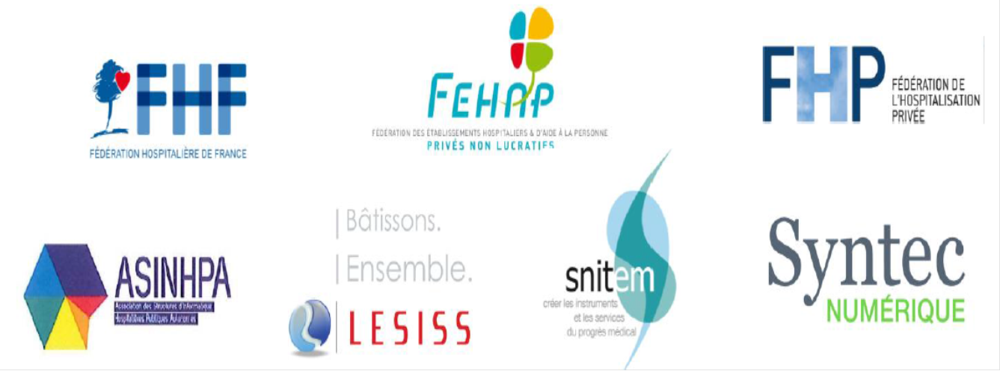 FHF
FÉDÉRATION HOSPITALIÈRE DE FRANCE
FEHAP
FÉDÉRATION DES ÉTABLISSEMENTS HOSPITALIERS & D'AIDE À LA PERSONNE
PRIVÉS NON LUCRATIFS
FHP
FÉDÉRATION DE
L'HOSPITALISATION
PRIVÉE
ASINHPA
Association des Structures d'Informatique
Hospitalières Publiques Autonomes
| Bâtissons.
| Ensemble.
LESISS
snitem
créer les instruments
et les services
du progrès médical
Syntec
NUMÉRIQUE